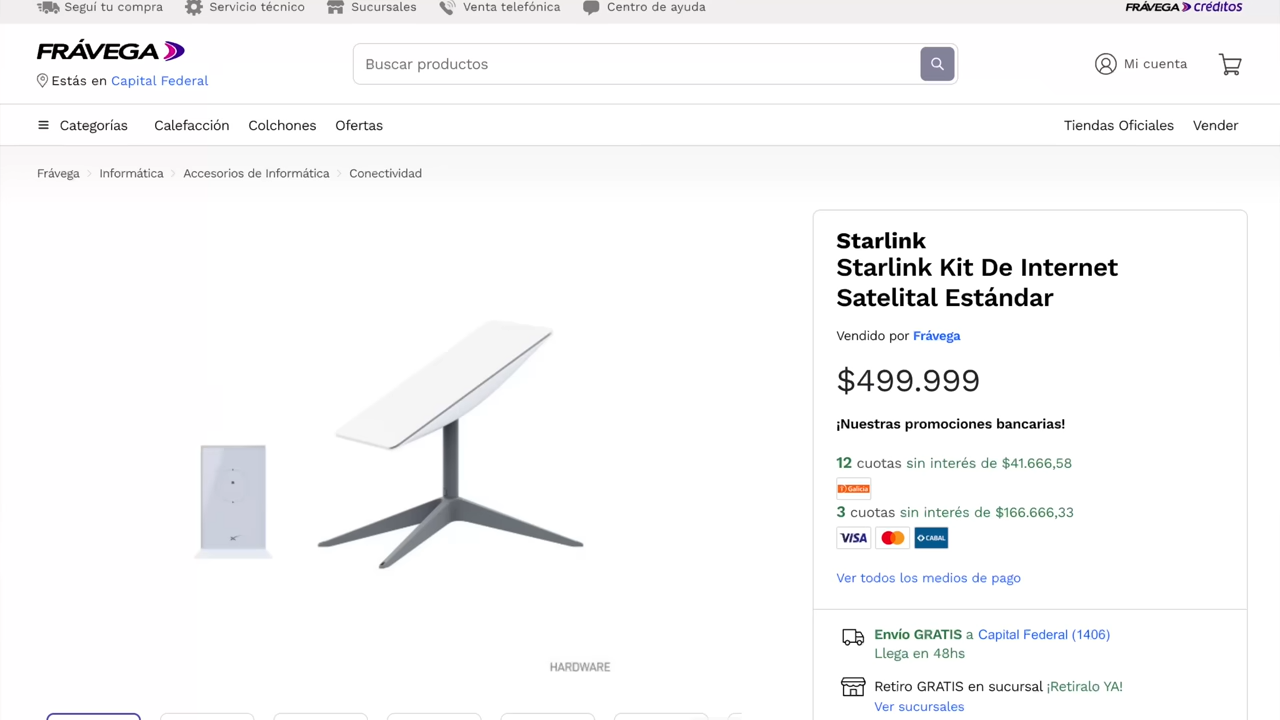 Seguí tu compra
Servicio técnico
Sucursales
Venta telefónica
Centro de ayuda
FRÁVEGA créditos
FRÁVEGA
Estás en Capital Federal
Buscar productos
Mi cuenta
Categorías
Calefacción
Colchones
Ofertas
Tiendas Oficiales
Vender
Frávega
Informática
Accesorios de Informática
Conectividad
Starlink
Starlink Kit De Internet
Satelital Estándar
Vendido por Frávega
$499.999
¡Nuestras promociones bancarias!
12 cuotas sin interés de $41.666,58
Galicia
3 cuotas sin interés de $166.666,33
VISA
CABAL
Ver todos los medios de pago
Envío GRATIS a Capital Federal (1406)
Llega en 48hs
Retiro GRATIS en sucursal ¡Retiralo YA!
Ver sucursales
HARDWARE